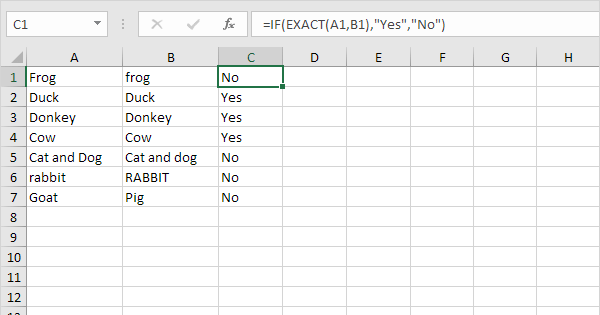 C1 fx =IF(EXACT(A1,B1),"Yes","No")
A B C D E F G H
1 Frog frog No
2 Duck Duck Yes
3 Donkey Donkey Yes
4 Cow Cow Yes
5 Cat and Dog Cat and dog No
6 rabbit RABBIT No
7 Goat Pig No
8
9
10
11
12